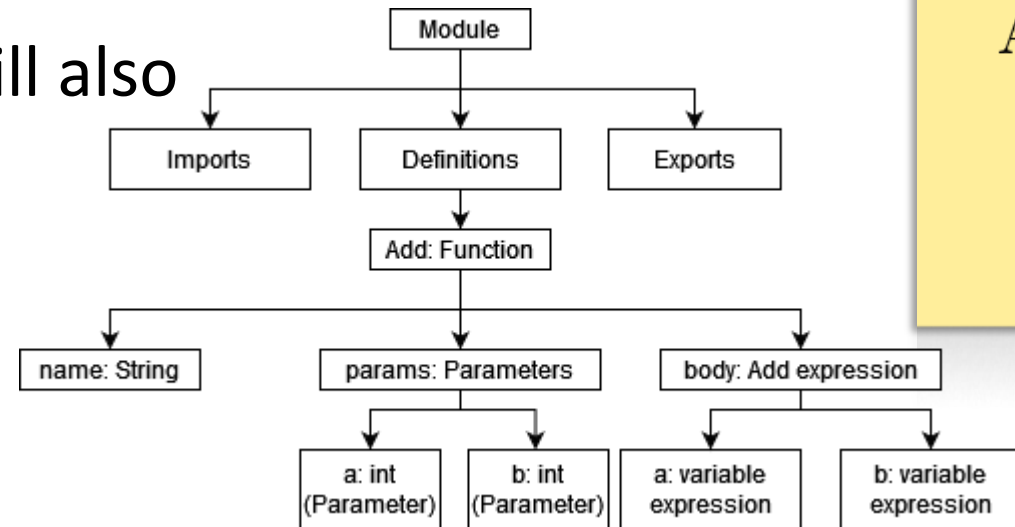 Module
ill also
A
Imports
Definitions
Exports
Add: Function
name: String
params: Parameters
body: Add expression
a: int
(Parameter)
b: int
(Parameter)
a: variable
expression
b: variable
expression